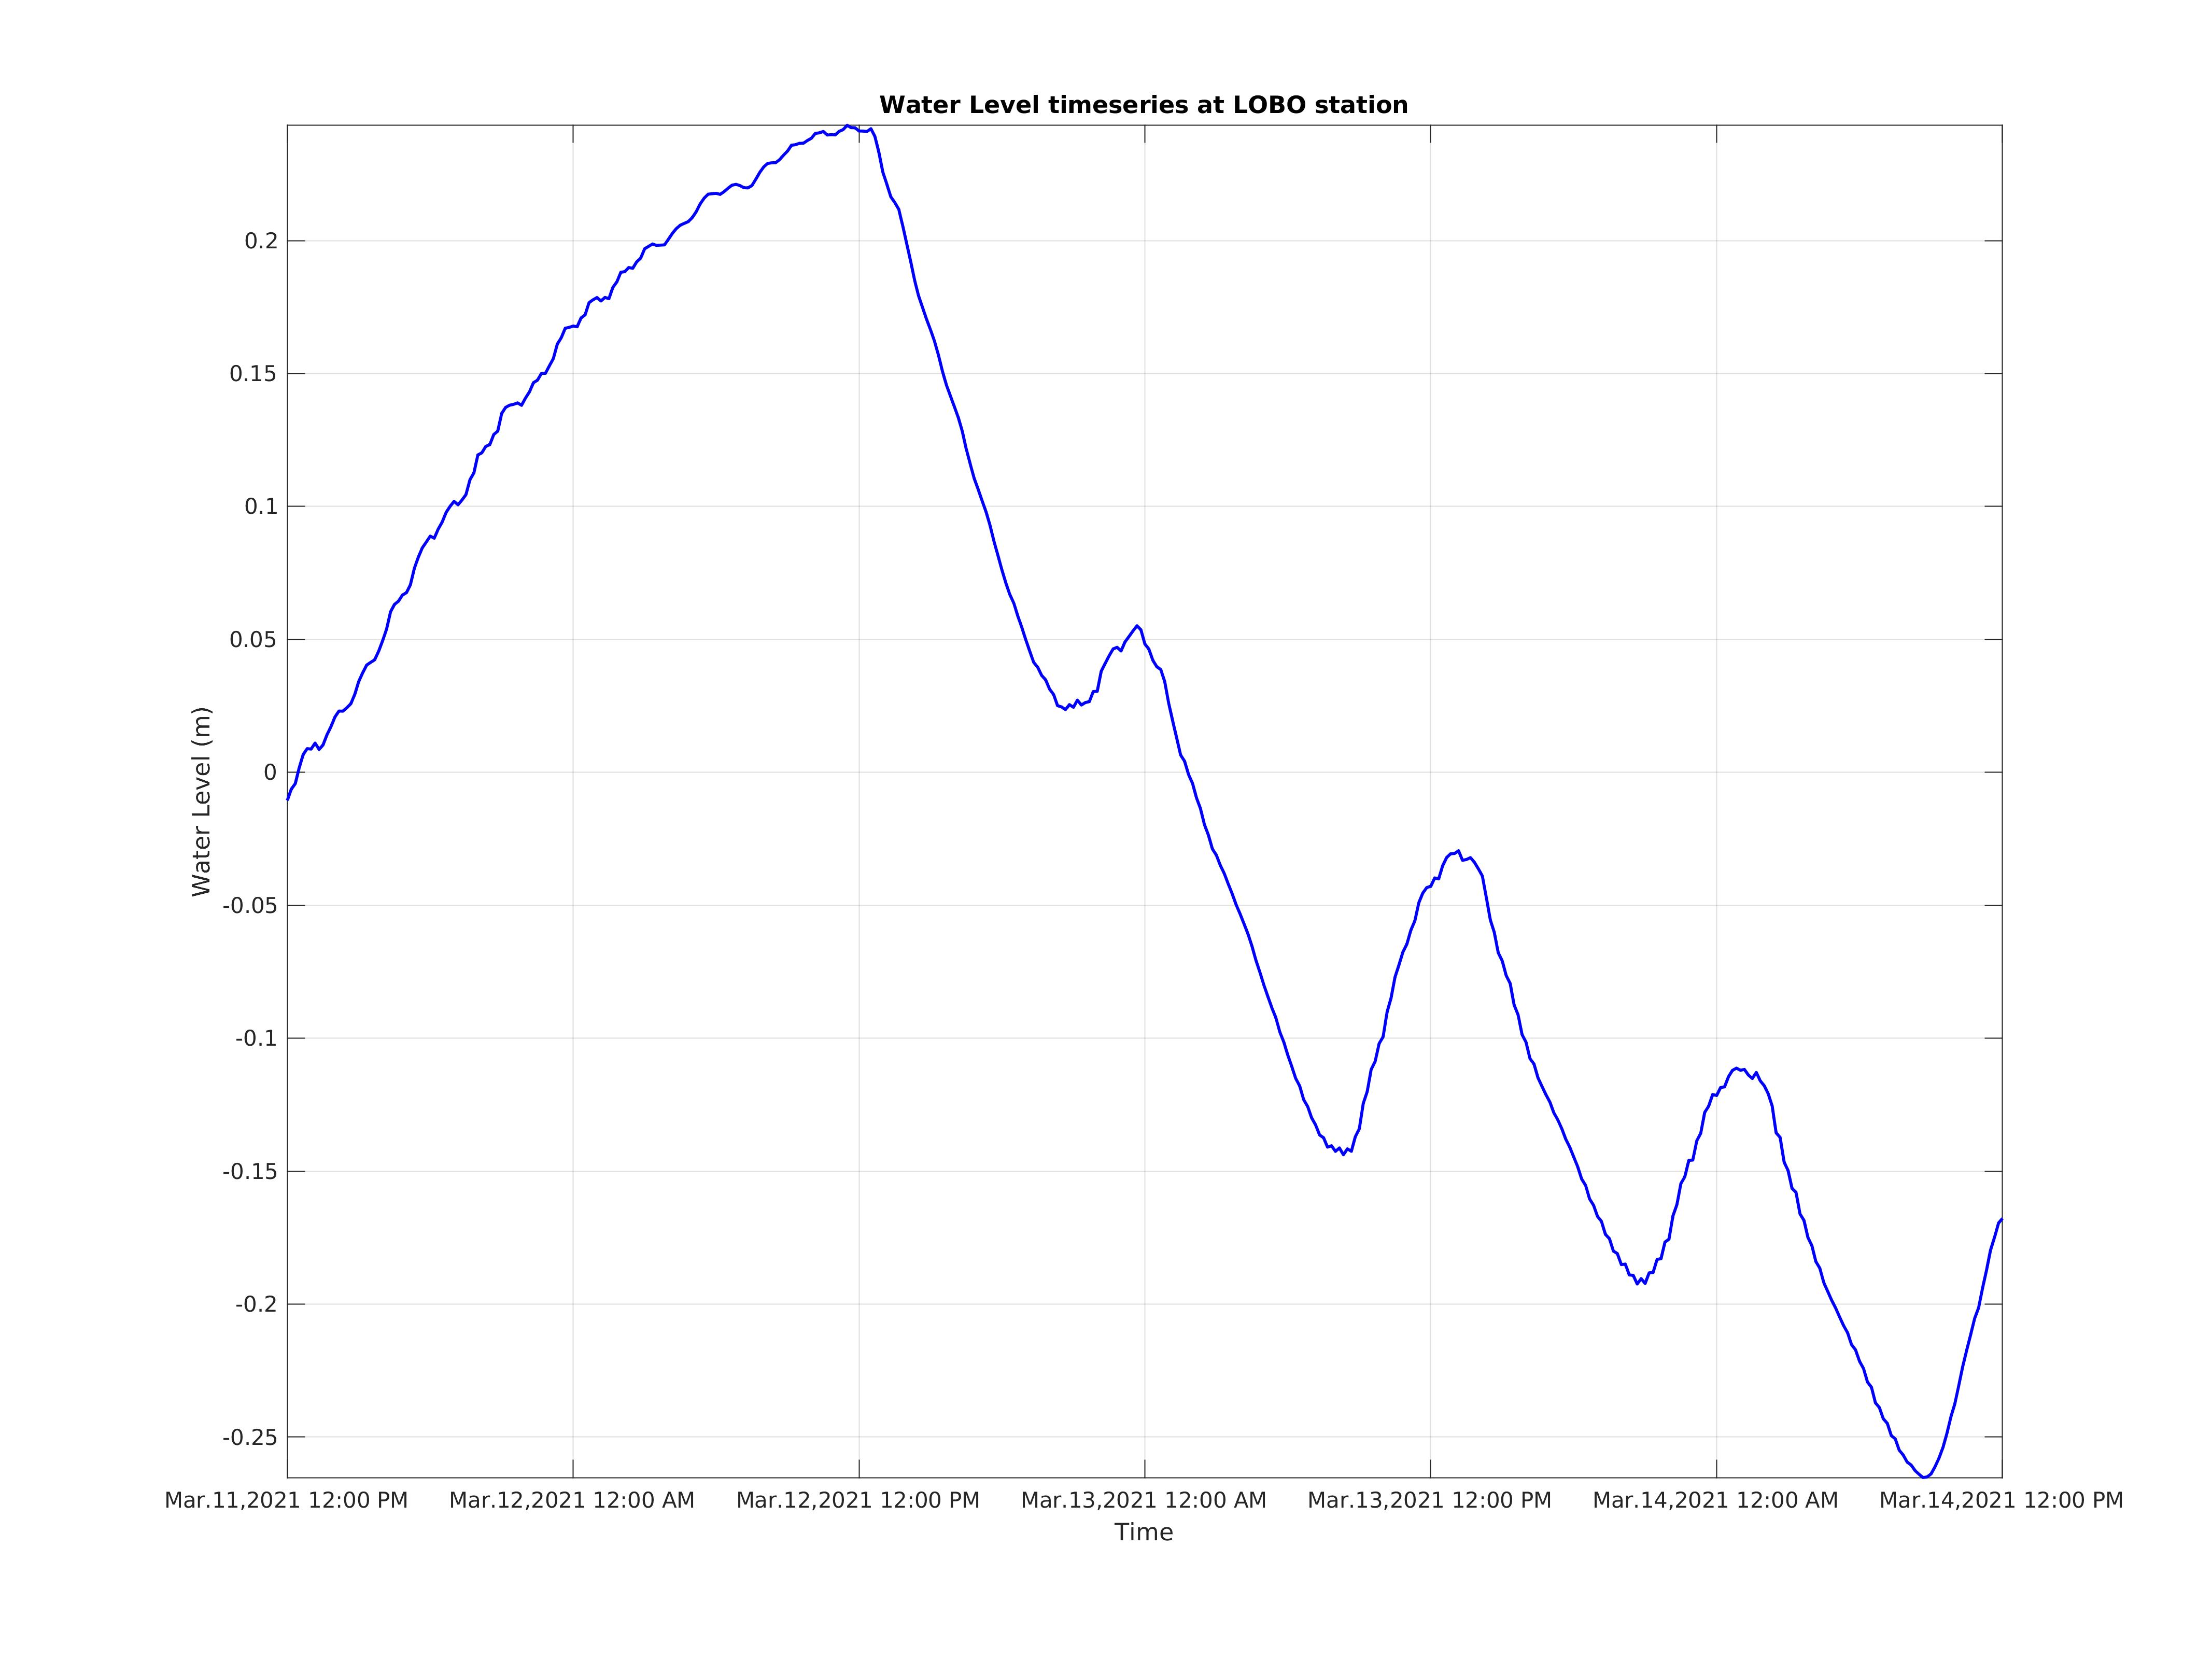 Water Level timeseries at LOBO station
0.2
0.15
0.1
0.05
0
-0.05
-0.1
-0.15
-0.2
-0.25
Water Level (m)
Mar.11,2021 12:00 PM Mar.12,2021 12:00 AM Mar.12,2021 12:00 PM Mar.13,2021 12:00 AM Mar.13,2021 12:00 PM Mar.14,2021 12:00 AM Mar.14,2021 12:00 PM
Time